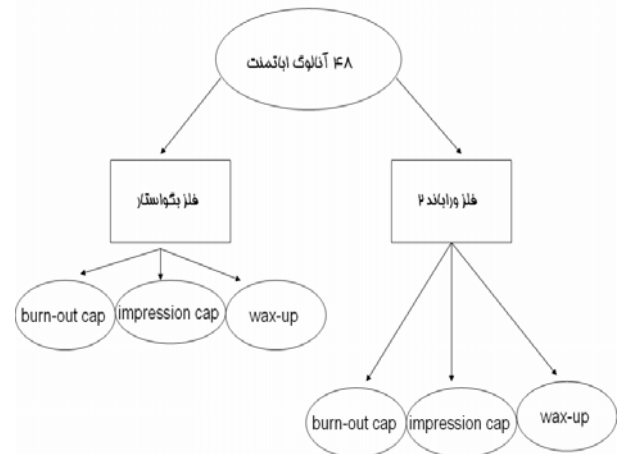 ۴۸ آنالوگ اباتمنت
فلز بگواستار
فلز وراباند ۲
burn-out cap
impression cap
wax-up
burn-out cap
impression cap
wax-up